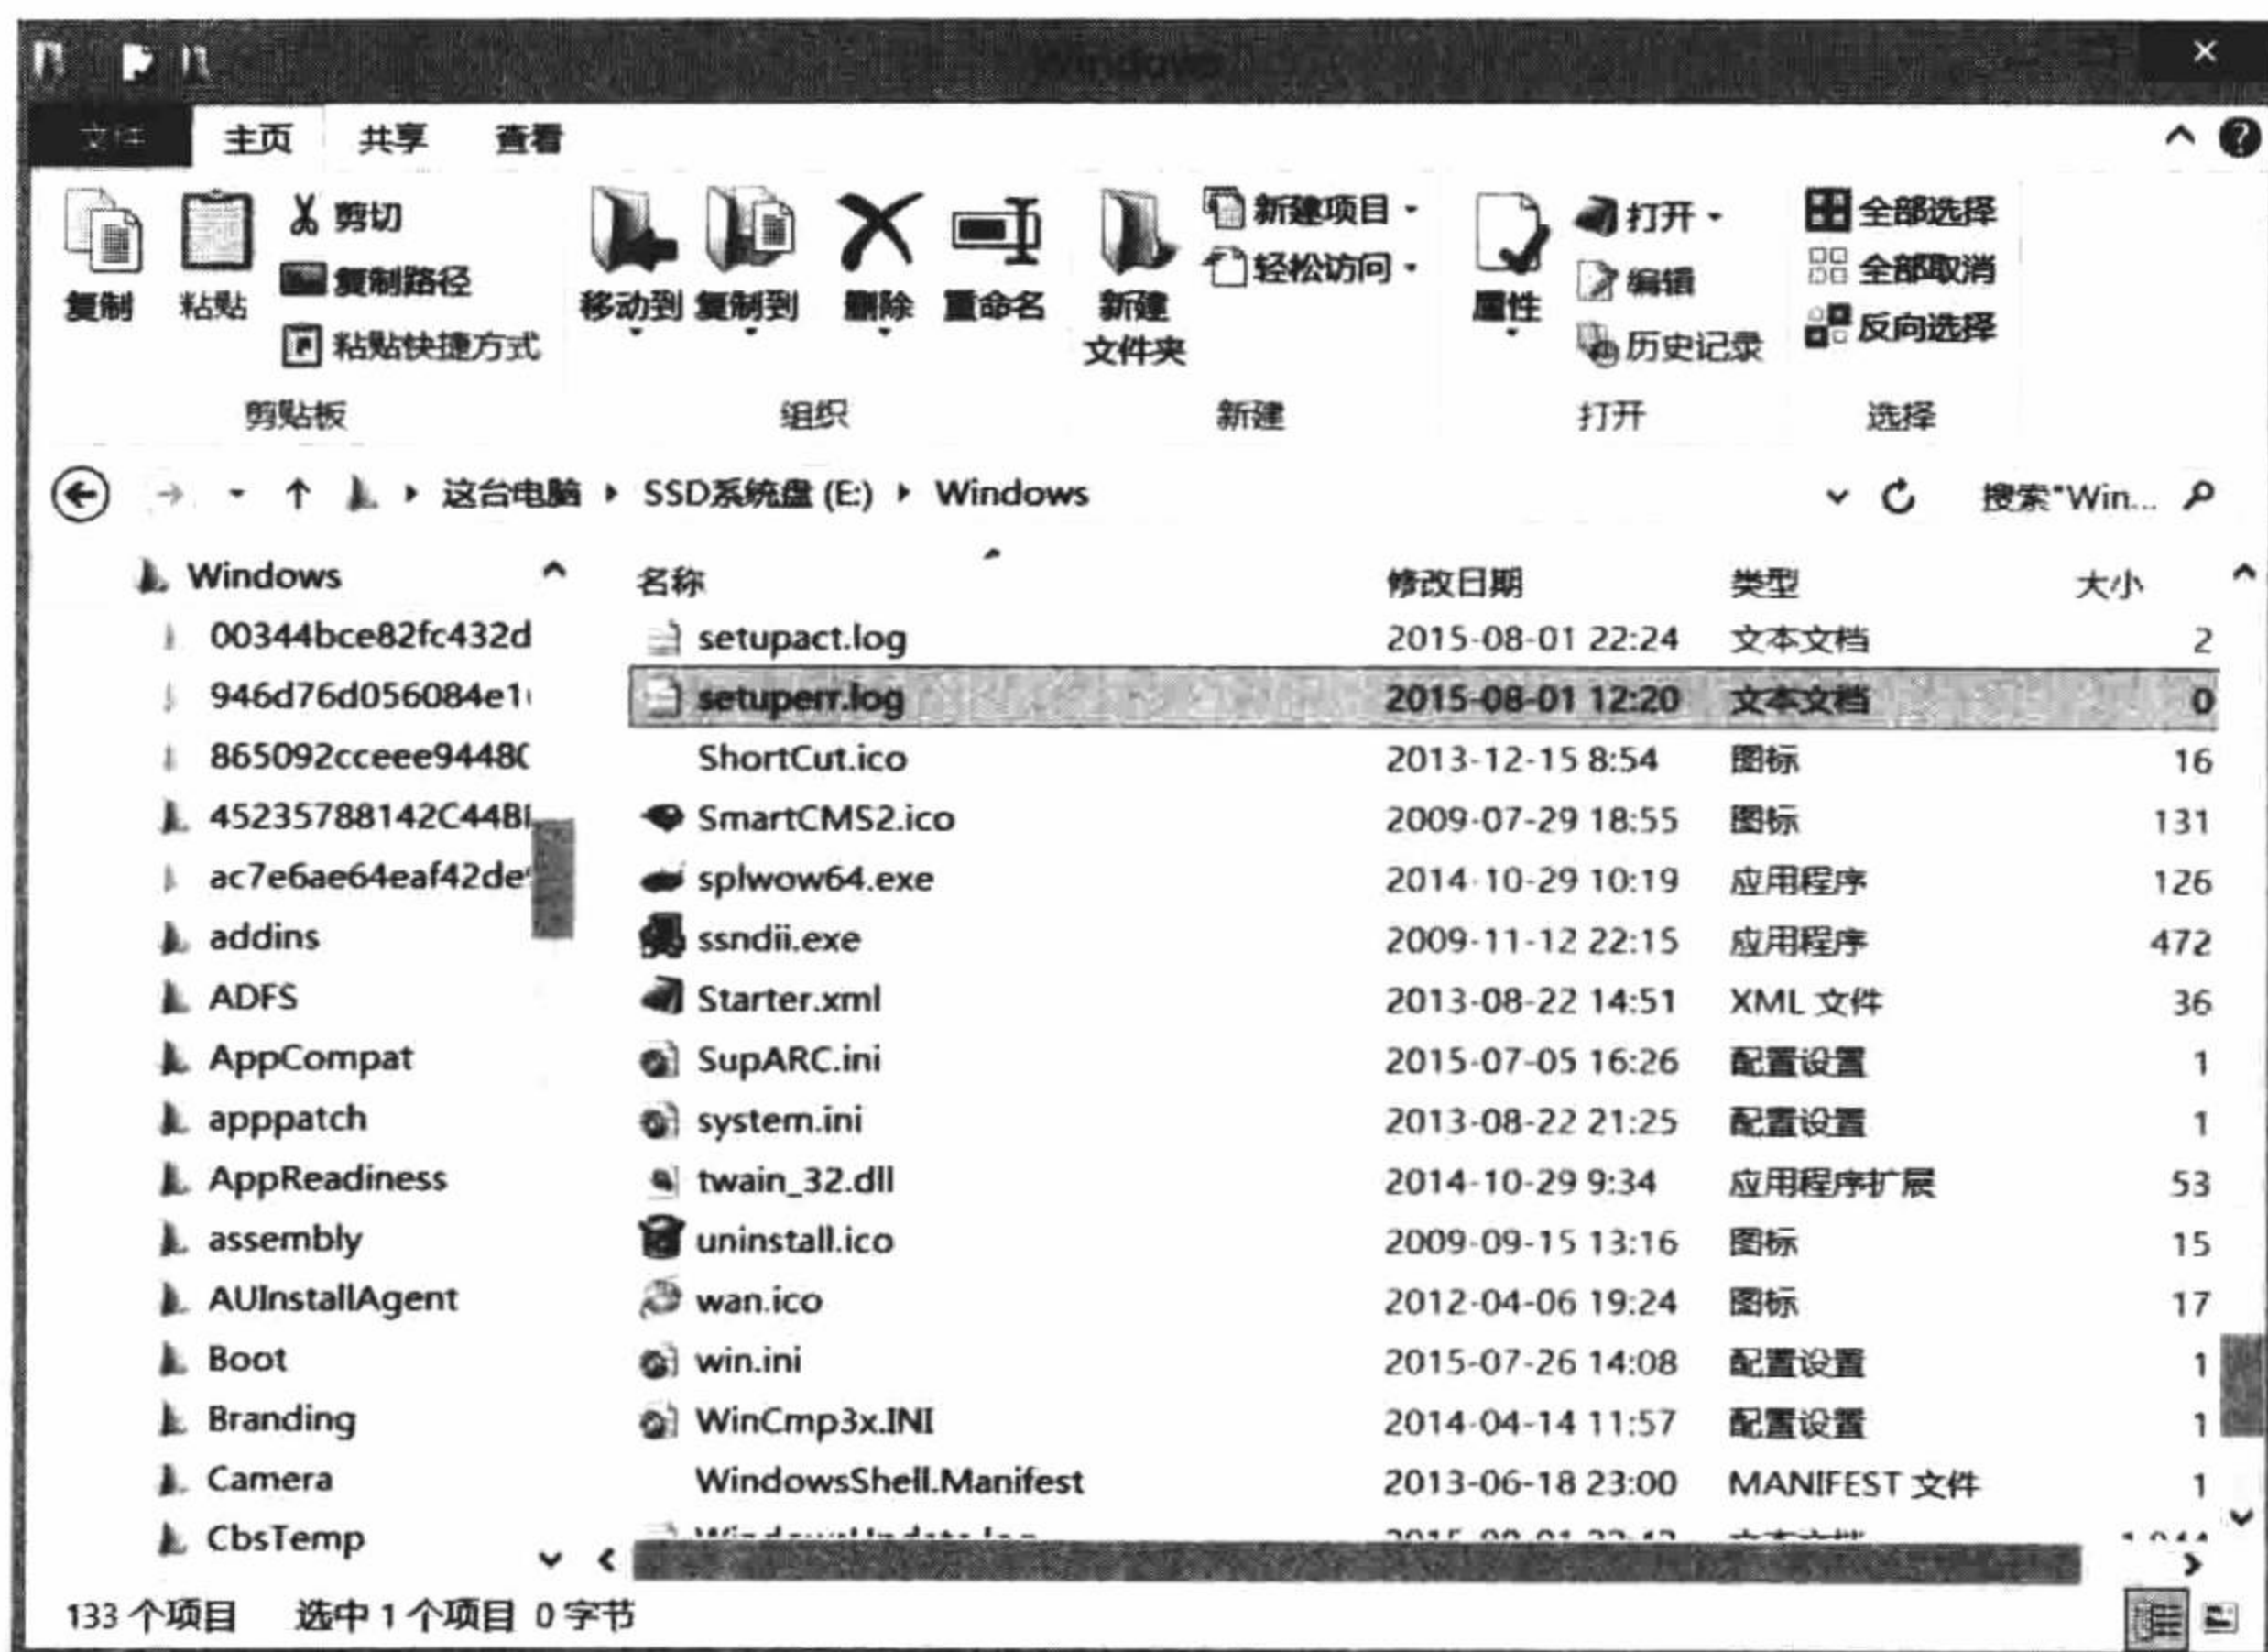 Windows
文件 主页 共享 查看
复制
粘贴
剪切
复制路径
粘贴快捷方式
移动到
复制到
删除
重命名
新建
文件夹
新建项目
轻松访问
属性
打开
编辑
历史记录
全部选择
全部取消
反向选择
剪贴板 组织 新建 打开 选择
这台电脑 SSD系统盘 (E:) Windows
搜索"Win...
Windows
00344bce82fc432d
946d76d056084e1
865092cceee9448
45235788142C44B
ac7e6ae64eaf42de
addins
ADFS
AppCompat
apppatch
AppReadiness
assembly
AUInstallAgent
Boot
Branding
Camera
CbsTemp
名称 修改日期 类型 大小
setupact.log 2015-08-01 22:24 文本文档 2
setuperr.log 2015-08-01 12:20 文本文档 0
ShortCut.ico 2013-12-15 8:54 图标 16
SmartCMS2.ico 2009-07-29 18:55 图标 131
splwow64.exe 2014-10-29 10:19 应用程序 126
ssndii.exe 2009-11-12 22:15 应用程序 472
Starter.xml 2013-08-22 14:51 XML 文件 36
SupARC.ini 2015-07-05 16:26 配置设置 1
system.ini 2013-08-22 21:25 配置设置 1
twain_32.dll 2014-10-29 9:34 应用程序扩展 53
uninstall.ico 2009-09-15 13:16 图标 15
wan.ico 2012-04-06 19:24 图标 17
win.ini 2015-07-26 14:08 配置设置 1
WinCmp3x.INI 2014-04-14 11:57 配置设置 1
WindowsShell.Manifest 2013-06-18 23:00 MANIFEST 文件 1
133 个项目 选中 1 个项目 0 字节